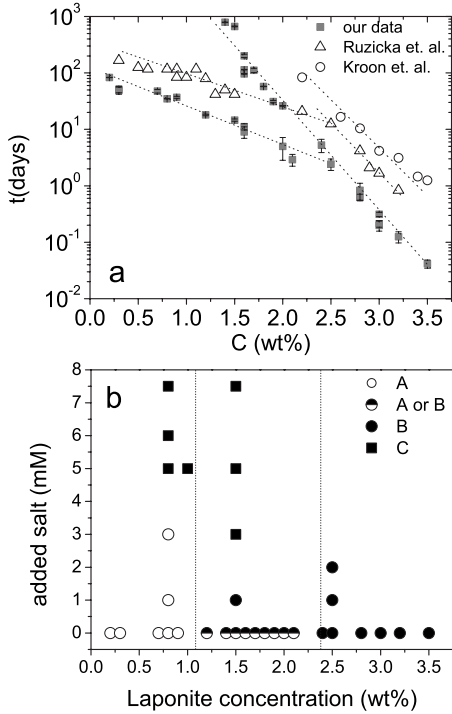 10³
10²
10¹
10⁰
10⁻¹
10⁻²
t(days)
our data
Ruzicka et. al.
Kroon et. al.
a
0.0 0.5 1.0 1.5 2.0 2.5 3.0 3.5
C (wt%)
8
7
6
5
4
3
2
1
0
added salt (mM)
b
A
A or B
B
C
0.0 0.5 1.0 1.5 2.0 2.5 3.0 3.5
Laponite concentration (wt%)